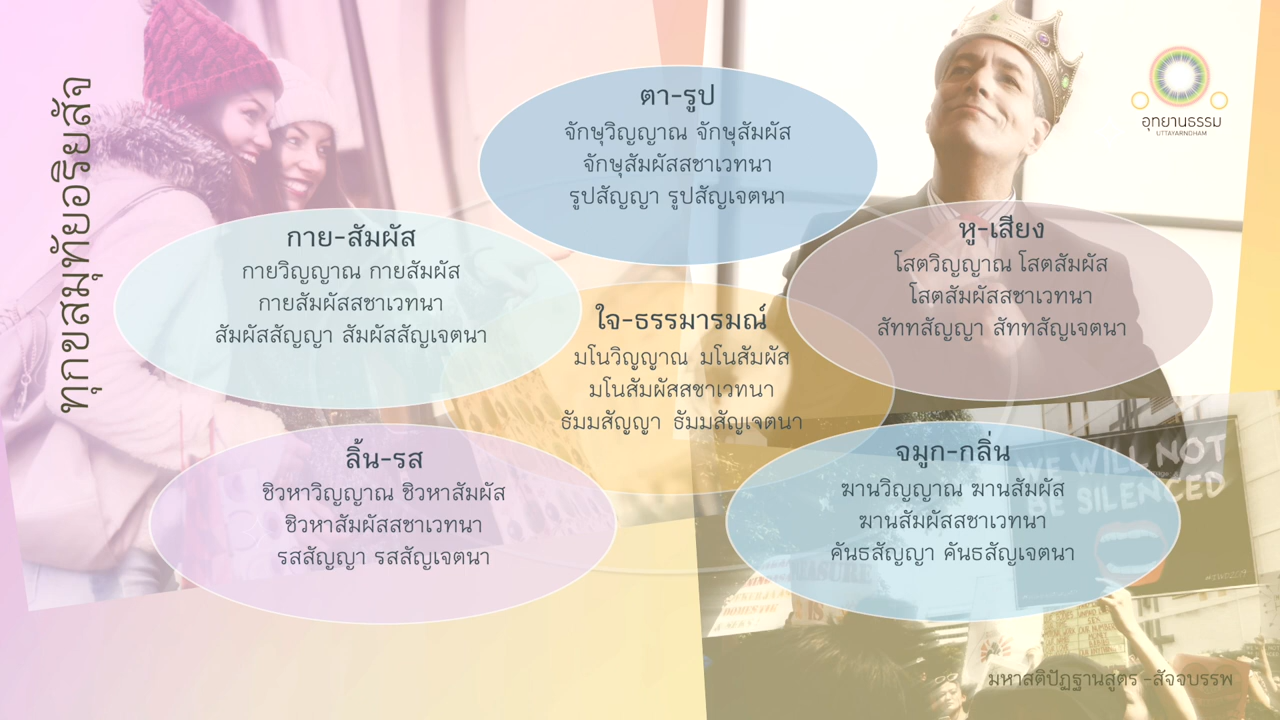 ทุกขสมุทัยอริยสัจ
อุทยานธรรม
UTTAYARNDHAM
ตา-รูป
จักษุวิญญาณ จักษุสัมผัส
จักษุสัมผัสสชาเวทนา
รูปสัญญา รูปสัญเจตนา
กาย-สัมผัส
กายวิญญาณ กายสัมผัส
กายสัมผัสสชาเวทนา
สัมผัสสัญญา สัมผัสสัญเจตนา
หู-เสียง
โสตวิญญาณ โสตสัมผัส
โสตสัมผัสสชาเวทนา
สัททสัญญา สัททสัญเจตนา
ใจ-ธรรมารมณ์
มโนวิญญาณ มโนสัมผัส
มโนสัมผัสสชาเวทนา
ธัมมสัญญา ธัมมสัญเจตนา
ลิ้น-รส
ชิวหาวิญญาณ ชิวหาสัมผัส
ชิวหาสัมผัสสชาเวทนา
รสสัญญา รสสัญเจตนา
จมูก-กลิ่น
ฆานวิญญาณ ฆานสัมผัส
ฆานสัมผัสสชาเวทนา
คันธสัญญา คันธสัญเจตนา
WE WILL NOT
BE SILENCED
มหาสติปัฏฐานสูตร -สัจจบรรพ